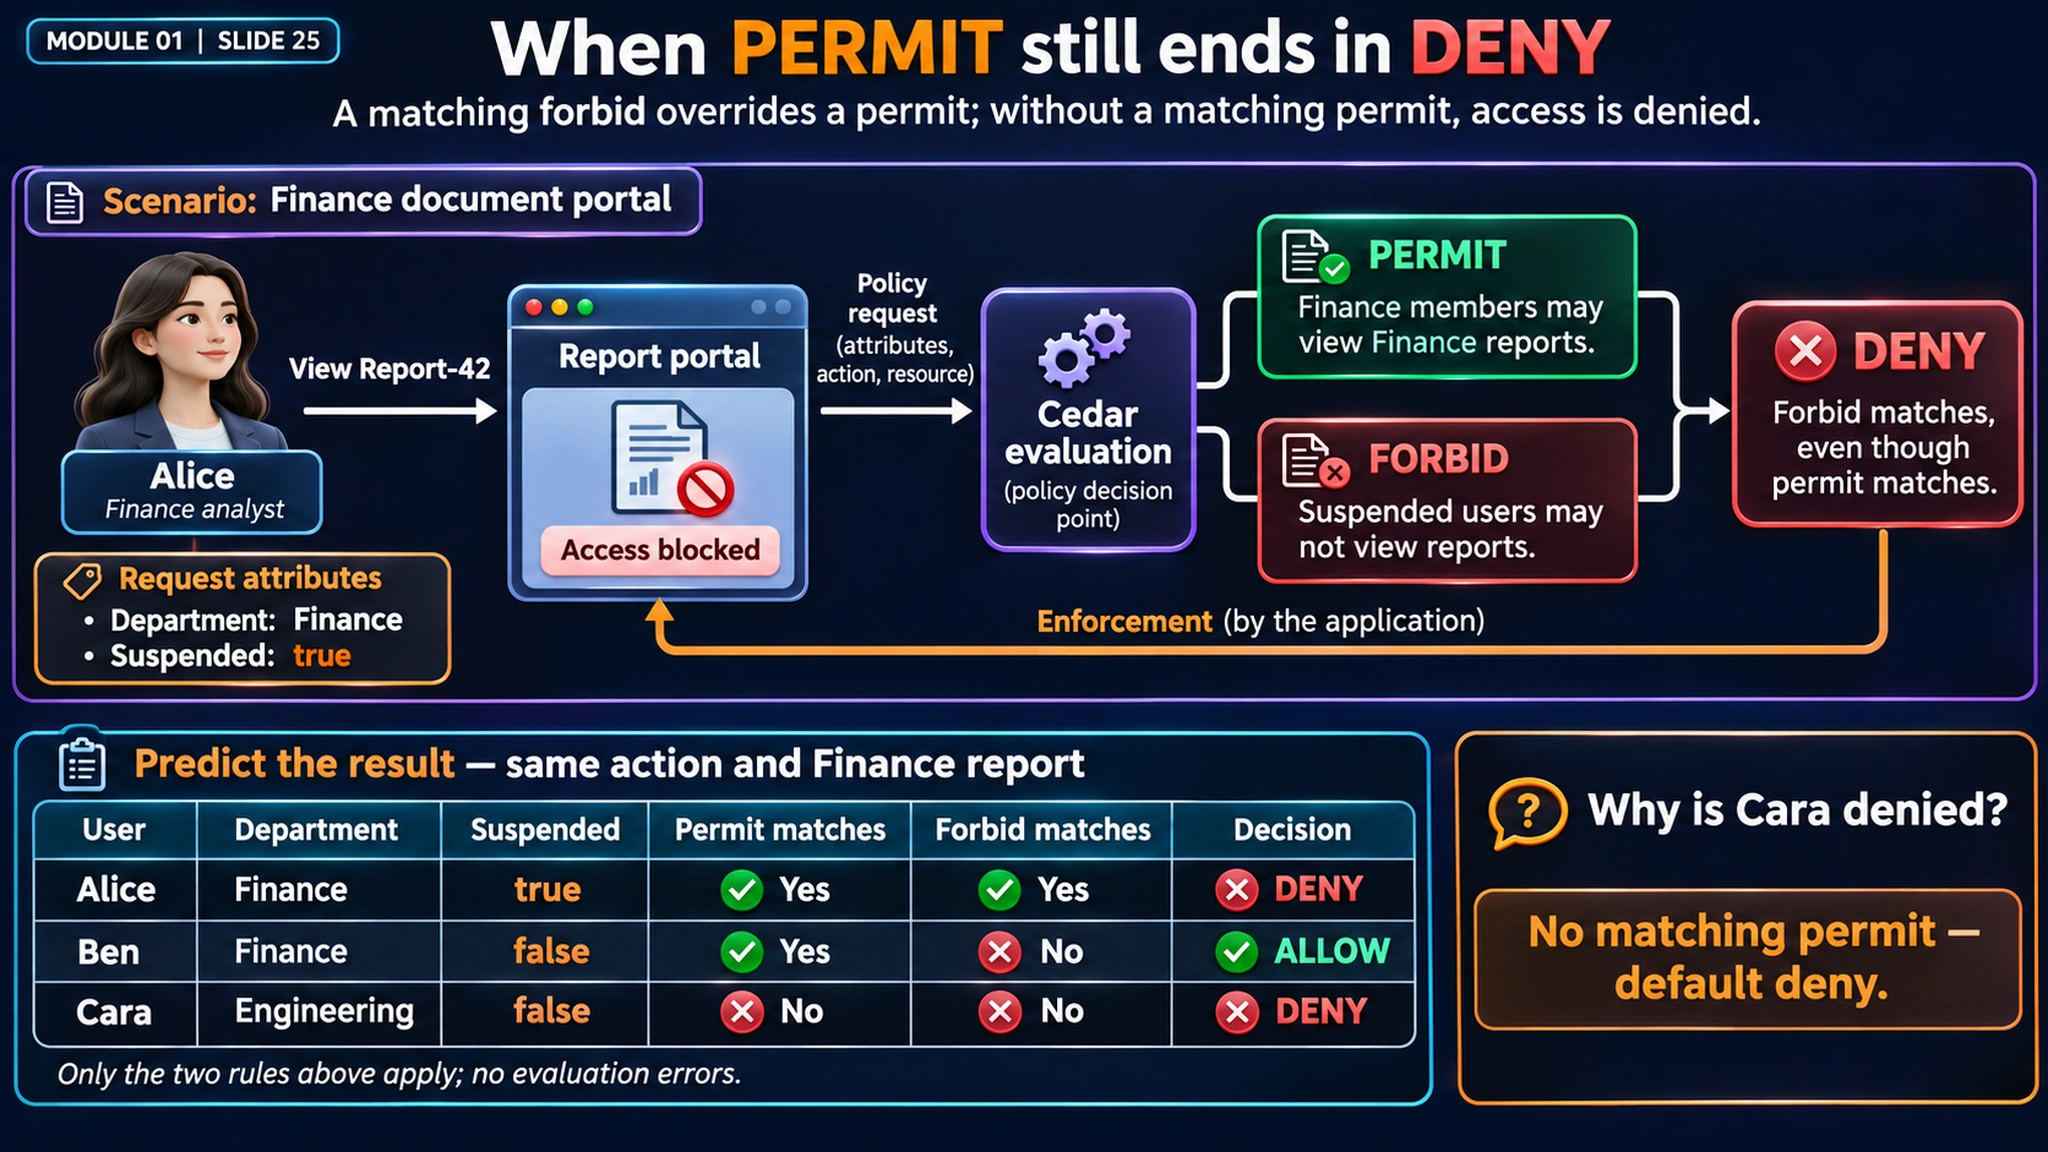 MODULE 01 | SLIDE 25
When PERMIT still ends in DENY
A matching forbid overrides a permit; without a matching permit, access is denied.
Scenario: Finance document portal
Alice
Finance analyst
Request attributes
• Department: Finance
• Suspended: true
View Report-42
Report portal
Access blocked
Policy
request
(attributes,
action, resource)
Cedar
evaluation
(policy decision
point)
PERMIT
Finance members may
view Finance reports.
FORBID
Suspended users may
not view reports.
DENY
Forbid matches,
even though
permit matches.
Enforcement (by the application)
Predict the result — same action and Finance report
User Department Suspended Permit matches Forbid matches Decision
Alice Finance true Yes Yes DENY
Ben Finance false Yes No ALLOW
Cara Engineering false No No DENY
Only the two rules above apply; no evaluation errors.
? Why is Cara denied?
No matching permit —
default deny.